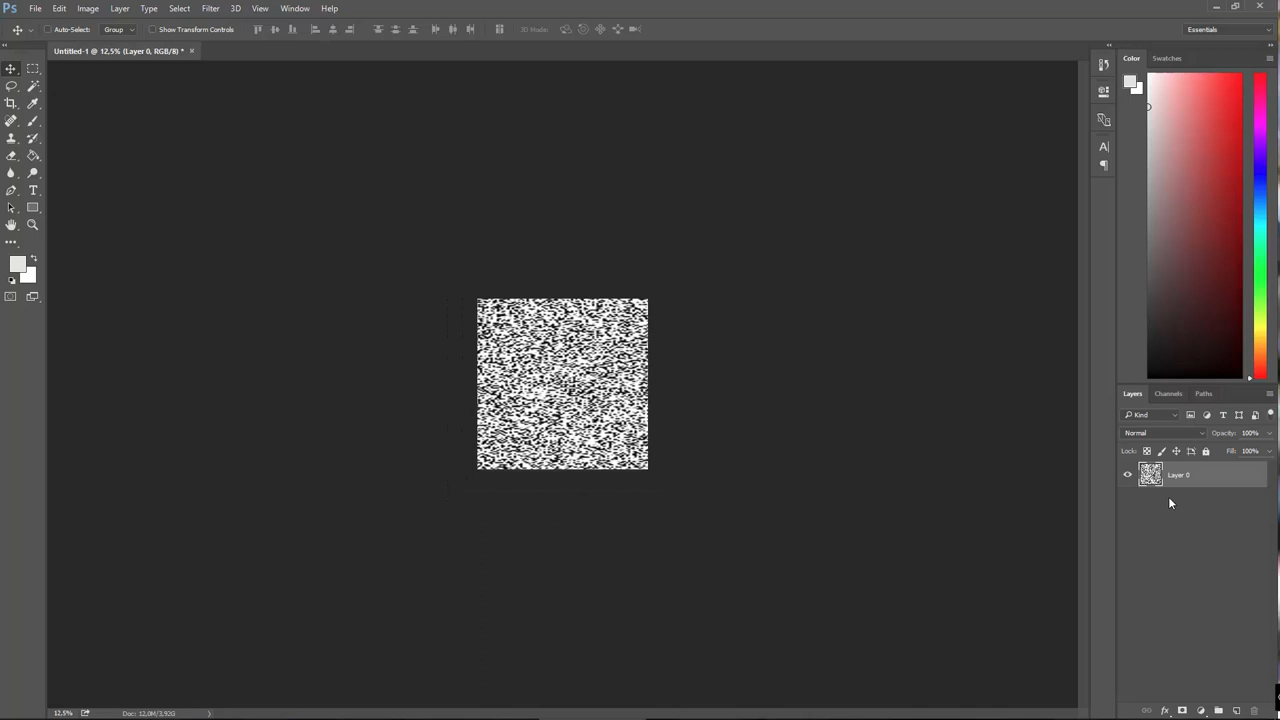 Ps File Edit Image Layer Type Select Filter 3D View Window Help
Auto-Select: Group Show Transform Controls 3D Mode: Essentials
Untitled-1 @ 12,5% (Layer 0, RGB/8) *
Color Swatches
Layers Channels Paths
Kind
Normal Opacity: 100%
Lock: Fill: 100%
Layer 0
12,5% Doc: 12,0M/3,92G